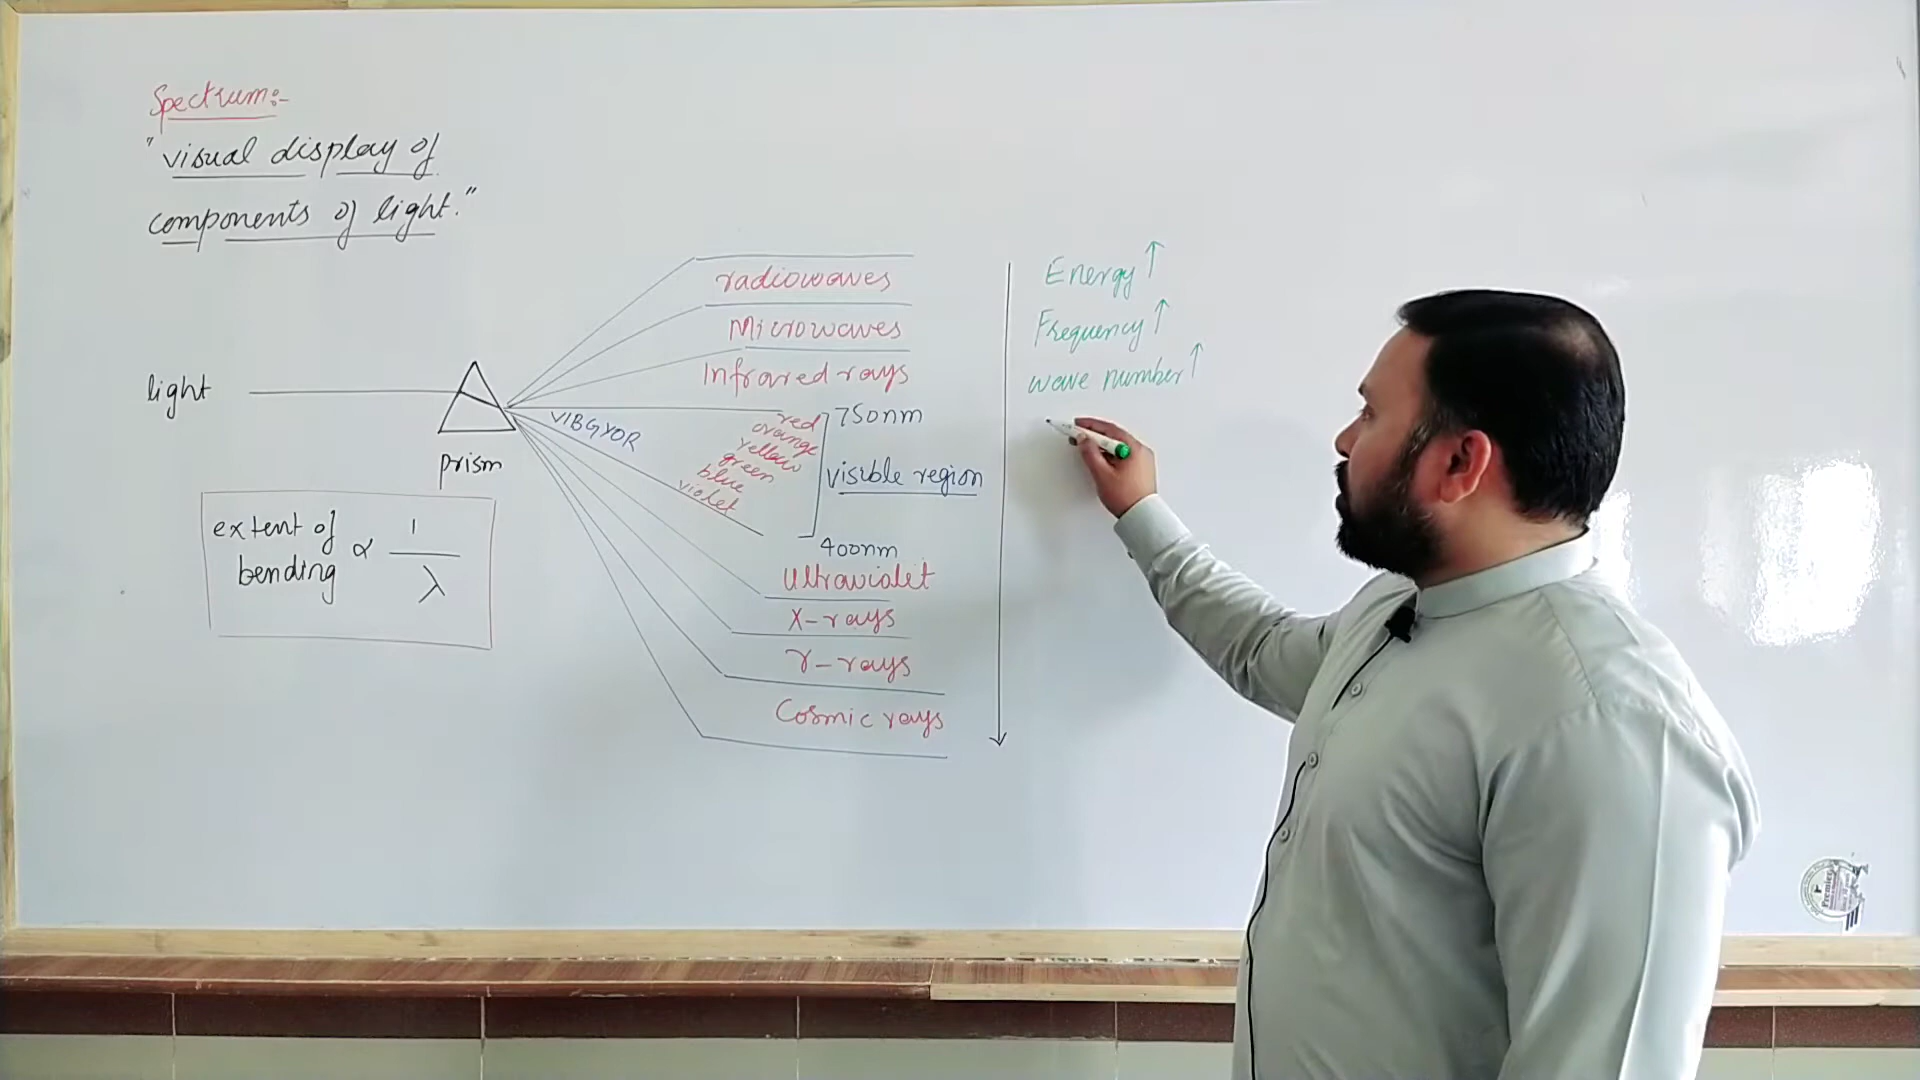 Spectrum:-
"visual display of
components of light."
light
prism
extent of
bending ∝ 1/λ
radiowaves
Microwaves
Infrared rays
VIBGYOR
red
orange
yellow
green
blue
violet
750nm
visible region
400nm
Ultraviolet
X-rays
γ-rays
Cosmic rays
Energy ↑
Frequency ↑
wave number ↑
Premier